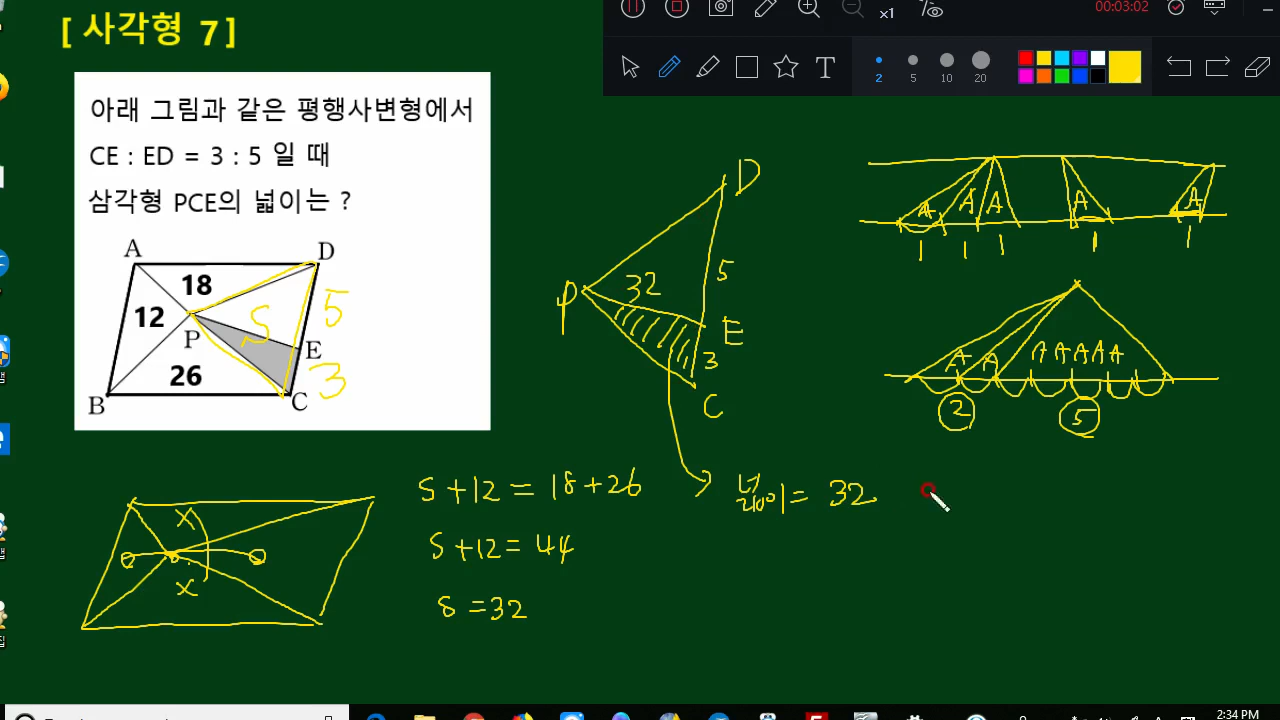 [ 사각형 7 ]
x1
00:03:02
T
2 5 10 20
아래 그림과 같은 평행사변형에서
CE : ED = 3 : 5 일 때
삼각형 PCE의 넓이는 ?
A D
18
12
P
S
5
E
26
3
B C
D
5
32
P
E
3
C
A A A A A
1 1 1 1 1
A A A A A A A
2 5
X
X
S+12 = 18+26
S+12 = 44
S = 32
넓이 = 32
2:34 PM